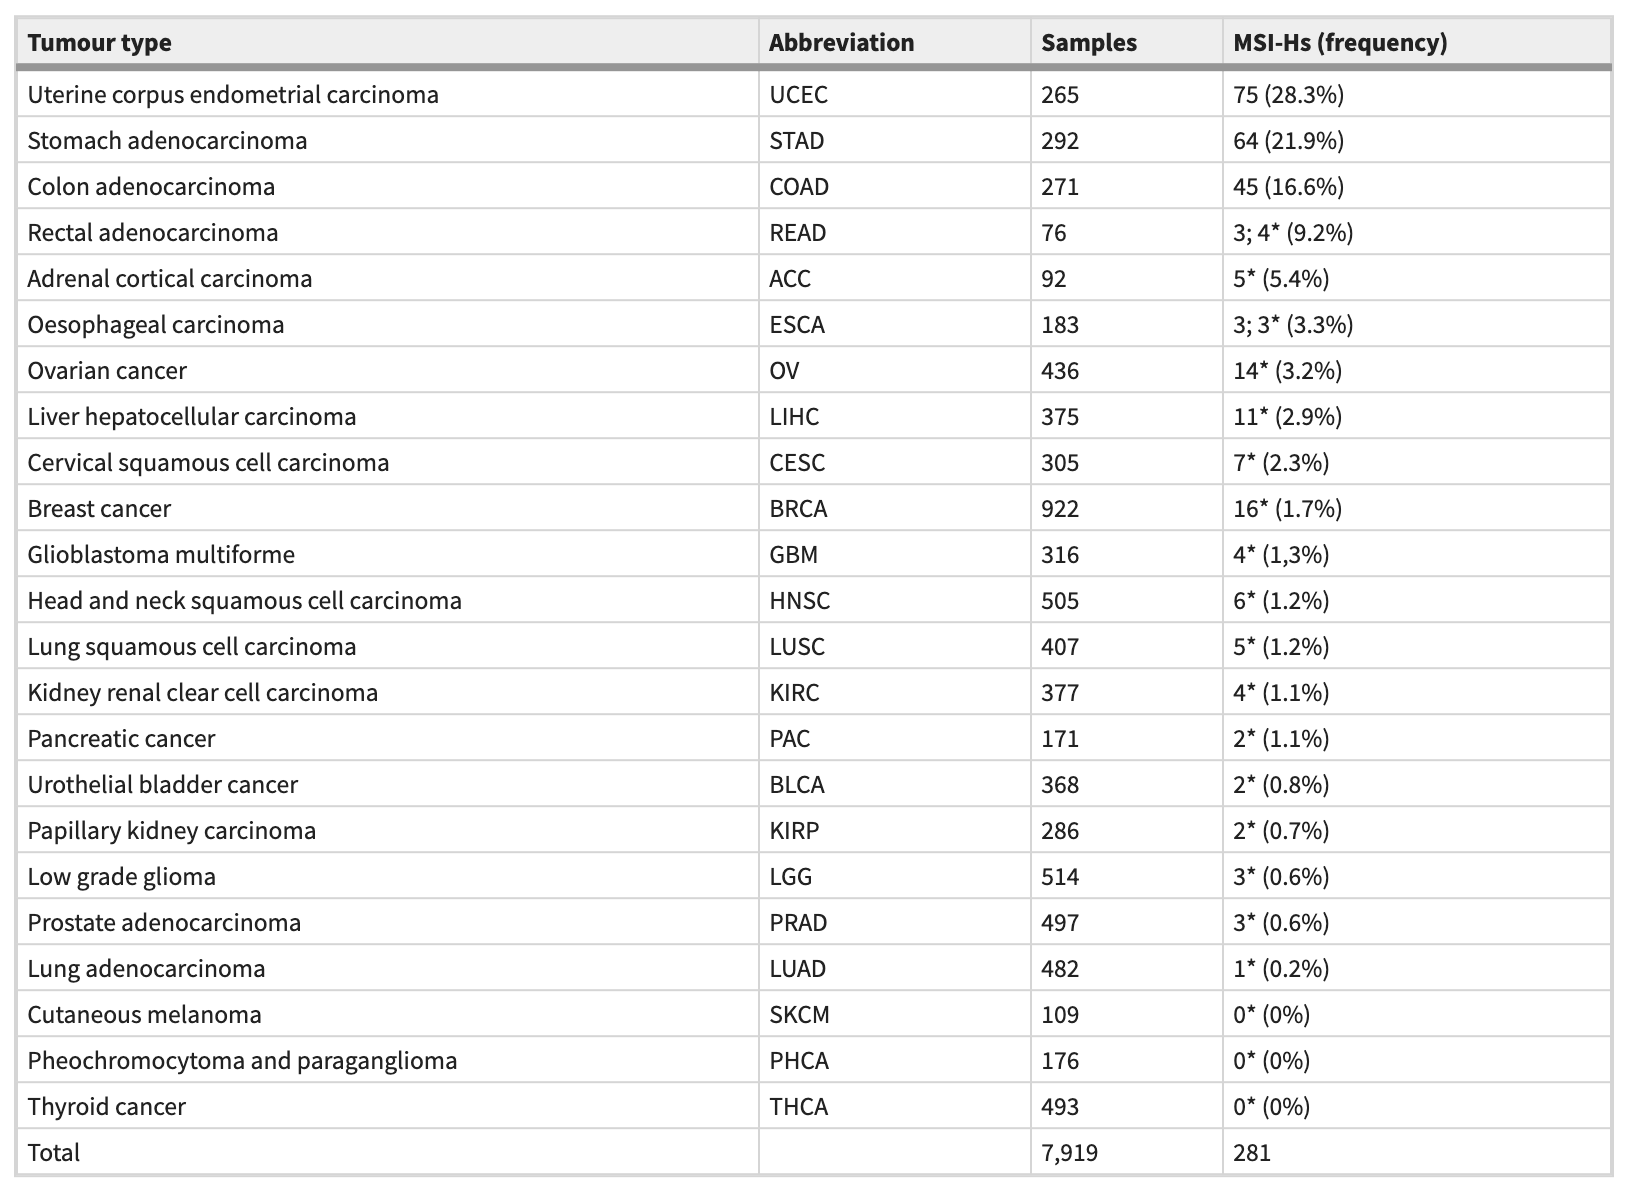 Tumour type Abbreviation Samples MSI-Hs (frequency)
Uterine corpus endometrial carcinoma UCEC 265 75 (28.3%)
Stomach adenocarcinoma STAD 292 64 (21.9%)
Colon adenocarcinoma COAD 271 45 (16.6%)
Rectal adenocarcinoma READ 76 3; 4* (9.2%)
Adrenal cortical carcinoma ACC 92 5* (5.4%)
Oesophageal carcinoma ESCA 183 3; 3* (3.3%)
Ovarian cancer OV 436 14* (3.2%)
Liver hepatocellular carcinoma LIHC 375 11* (2.9%)
Cervical squamous cell carcinoma CESC 305 7* (2.3%)
Breast cancer BRCA 922 16* (1.7%)
Glioblastoma multiforme GBM 316 4* (1,3%)
Head and neck squamous cell carcinoma HNSC 505 6* (1.2%)
Lung squamous cell carcinoma LUSC 407 5* (1.2%)
Kidney renal clear cell carcinoma KIRC 377 4* (1.1%)
Pancreatic cancer PAC 171 2* (1.1%)
Urothelial bladder cancer BLCA 368 2* (0.8%)
Papillary kidney carcinoma KIRP 286 2* (0.7%)
Low grade glioma LGG 514 3* (0.6%)
Prostate adenocarcinoma PRAD 497 3* (0.6%)
Lung adenocarcinoma LUAD 482 1* (0.2%)
Cutaneous melanoma SKCM 109 0* (0%)
Pheochromocytoma and paraganglioma PHCA 176 0* (0%)
Thyroid cancer THCA 493 0* (0%)
Total 7,919 281